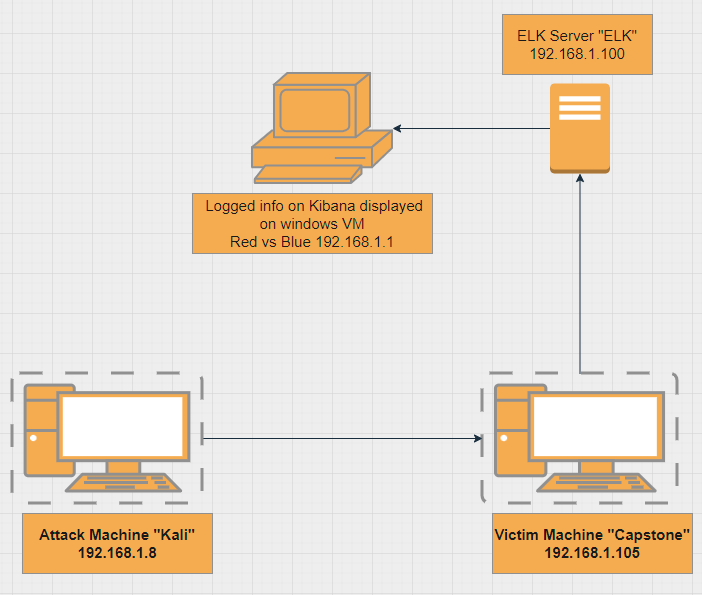 ELK Server "ELK"
192.168.1.100
Logged info on Kibana displayed
on windows VM
Red vs Blue 192.168.1.1
Attack Machine "Kali"
192.168.1.8
Victim Machine "Capstone"
192.168.1.105